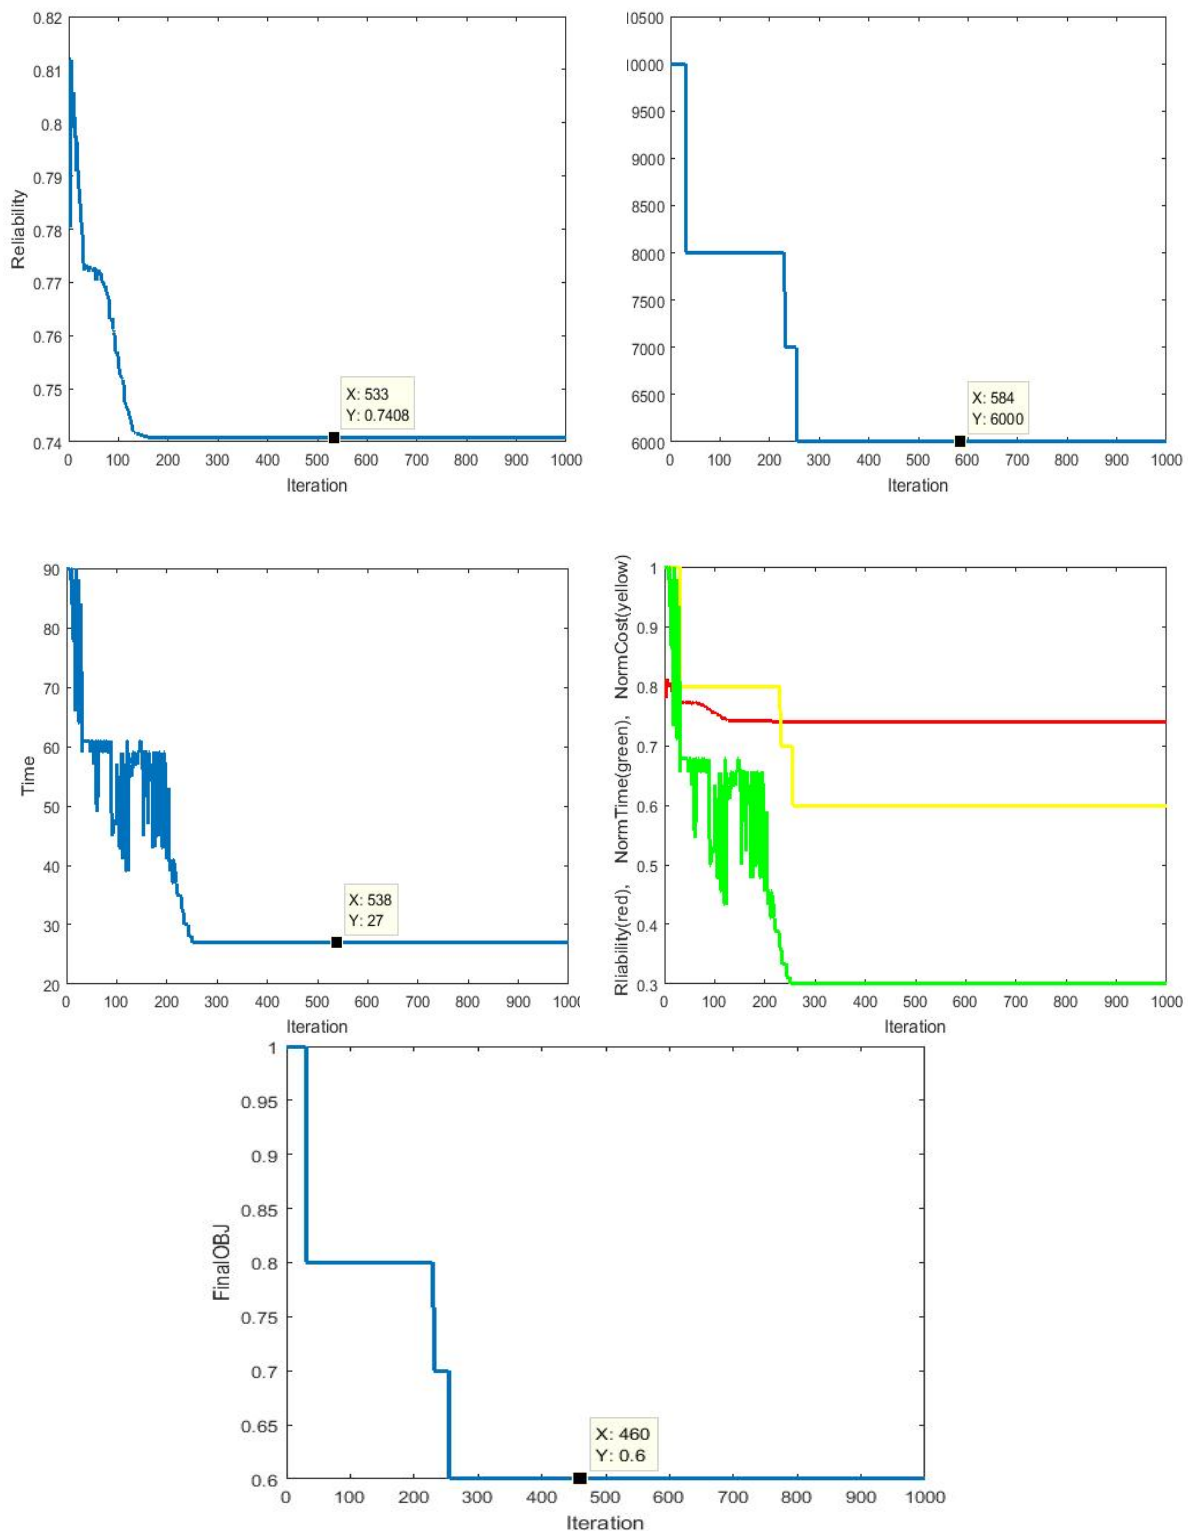 0.82
0.81
0.8
0.79
0.78
0.77
0.76
0.75
0.74
Reliability
X: 533
Y: 0.7408
0 100 200 300 400 500 600 700 800 900 1000
Iteration
10500
10000
9500
9000
8500
8000
7500
7000
6500
6000
X: 584
Y: 6000
0 100 200 300 400 500 600 700 800 900 1000
Iteration
90
80
70
60
50
40
30
20
Time
X: 538
Y: 27
0 100 200 300 400 500 600 700 800 900 1000
Iteration
1
0.9
0.8
0.7
0.6
0.5
0.4
0.3
Rliability(red), NormTime(green), NormCost(yellow)
0 100 200 300 400 500 600 700 800 900 1000
Iteration
1
0.95
0.9
0.85
0.8
0.75
0.7
0.65
0.6
FinalOBJ
X: 460
Y: 0.6
0 100 200 300 400 500 600 700 800 900 1000
Iteration